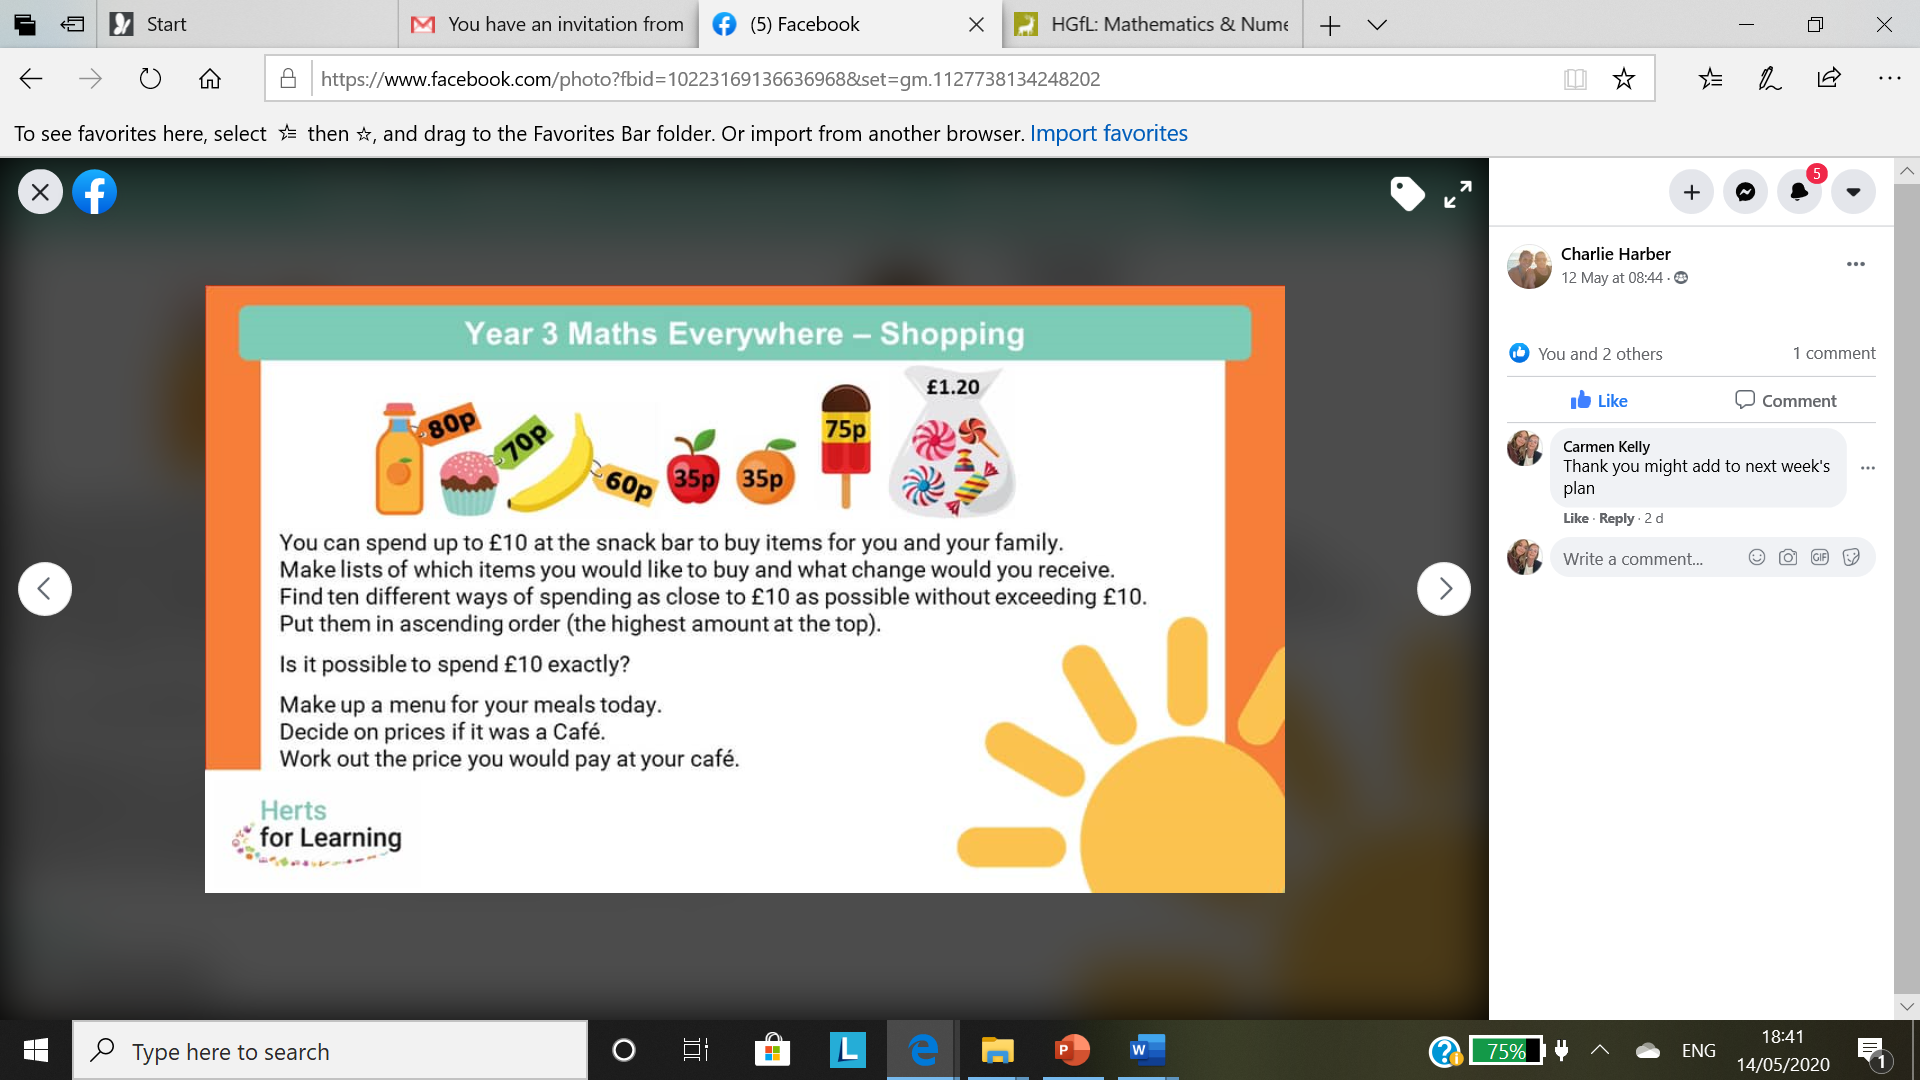 Start
You have an invitation from
(5) Facebook
HGfL: Mathematics & Nume
https://www.facebook.com/photo?fbid=10223169136636968&set=gm.1127738134248202
To see favorites here, select then , and drag to the Favorites Bar folder. Or import from another browser. Import favorites
Year 3 Maths Everywhere – Shopping
80p
70p
60p
35p
35p
75p
£1.20
You can spend up to £10 at the snack bar to buy items for you and your family.
Make lists of which items you would like to buy and what change would you receive.
Find ten different ways of spending as close to £10 as possible without exceeding £10.
Put them in ascending order (the highest amount at the top).
Is it possible to spend £10 exactly?
Make up a menu for your meals today.
Decide on prices if it was a Café.
Work out the price you would pay at your café.
Herts
for Learning
5
Charlie Harber
12 May at 08:44 ·
You and 2 others
1 comment
Like
Comment
Carmen Kelly
Thank you might add to next week's
plan
Like · Reply · 2 d
Write a comment...
GIF
Type here to search
L
P
W
75%
ENG
18:41
14/05/2020
1